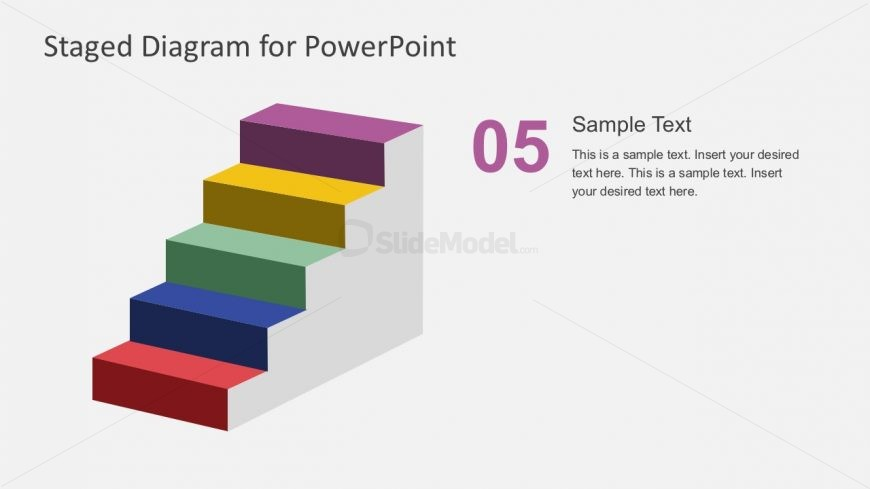 Staged Diagram for PowerPoint
05
Sample Text
This is a sample text. Insert your desired
text here. This is a sample text. Insert
your desired text here.
SlideModel.com